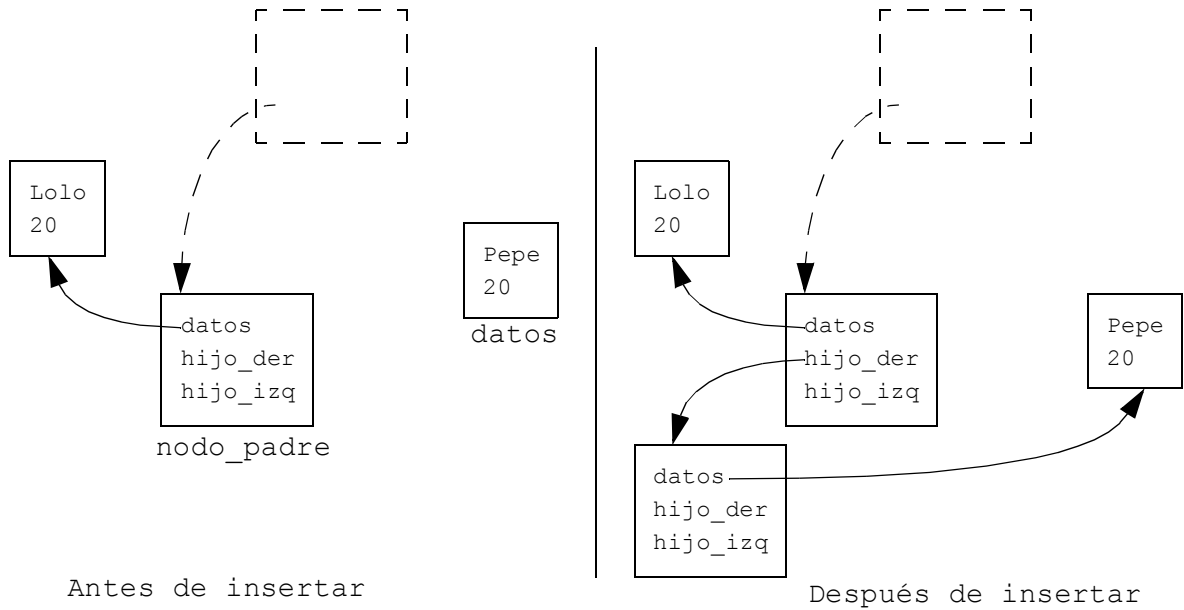 Lolo
20
Pepe
20
datos
datos
hijo_der
hijo_izq
nodo_padre
Antes de insertar
Lolo
20
datos
hijo_der
hijo_izq
Pepe
20
datos
hijo_der
hijo_izq
Después de insertar